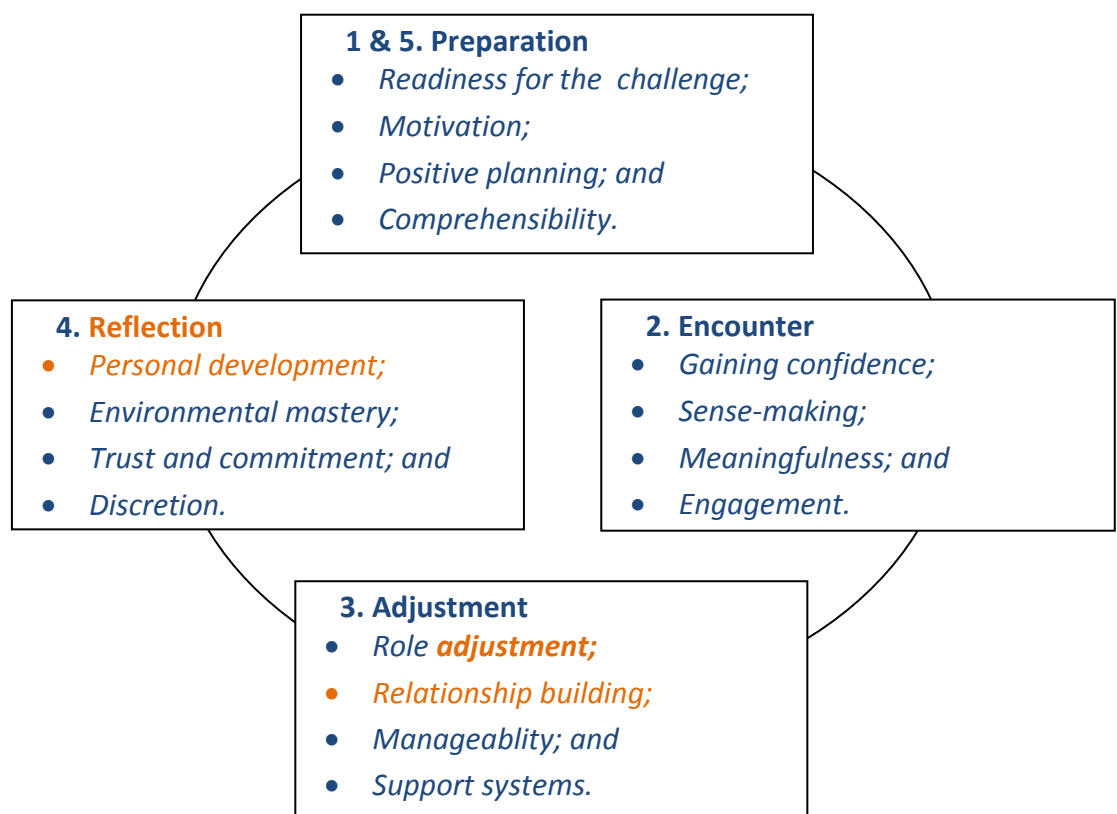 1 & 5. Preparation
• Readiness for the challenge;
• Motivation;
• Positive planning; and
• Comprehensibility.
4. Reflection
• Personal development;
• Environmental mastery;
• Trust and commitment; and
• Discretion.
2. Encounter
• Gaining confidence;
• Sense-making;
• Meaningfulness; and
• Engagement.
3. Adjustment
• Role adjustment;
• Relationship building;
• Manageablity; and
• Support systems.